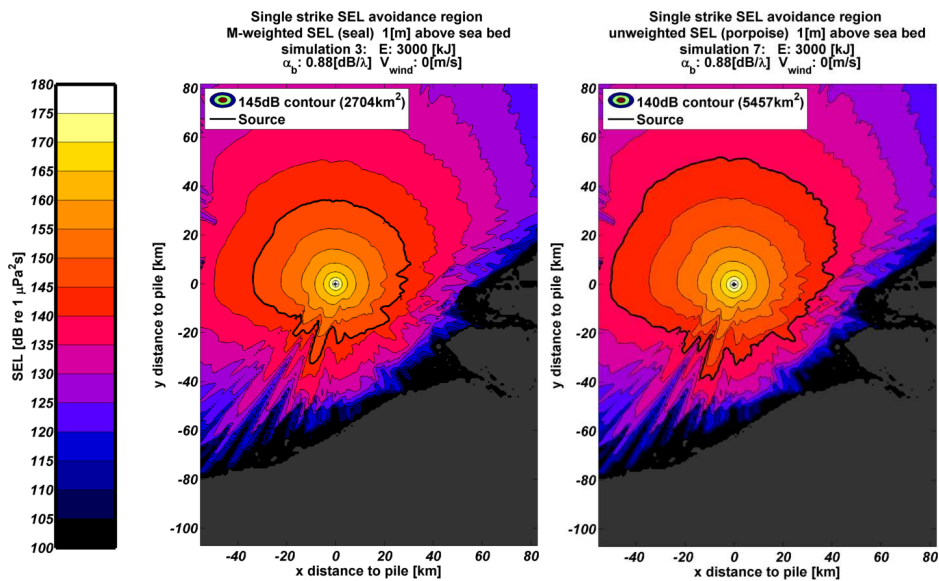 Single strike SEL avoidance region
M-weighted SEL (seal) 1[m] above sea bed
simulation 3: E: 3000 [kJ]
αb: 0.88[dB/λ] Vwind: 0[m/s]
Single strike SEL avoidance region
unweighted SEL (porpoise) 1[m] above sea bed
simulation 7: E: 3000 [kJ]
αb: 0.88[dB/λ] Vwind: 0[m/s]
SEL [dB re 1 μPa²s]
180
175
170
165
160
155
150
145
140
135
130
125
120
115
110
105
100
145dB contour (2704km²)
Source
y distance to pile [km]
80
60
40
20
0
-20
-40
-60
-80
-100
-40 -20 0 20 40 60 80
x distance to pile [km]
140dB contour (5457km²)
Source
y distance to pile [km]
80
60
40
20
0
-20
-40
-60
-80
-100
-40 -20 0 20 40 60 80
x distance to pile [km]